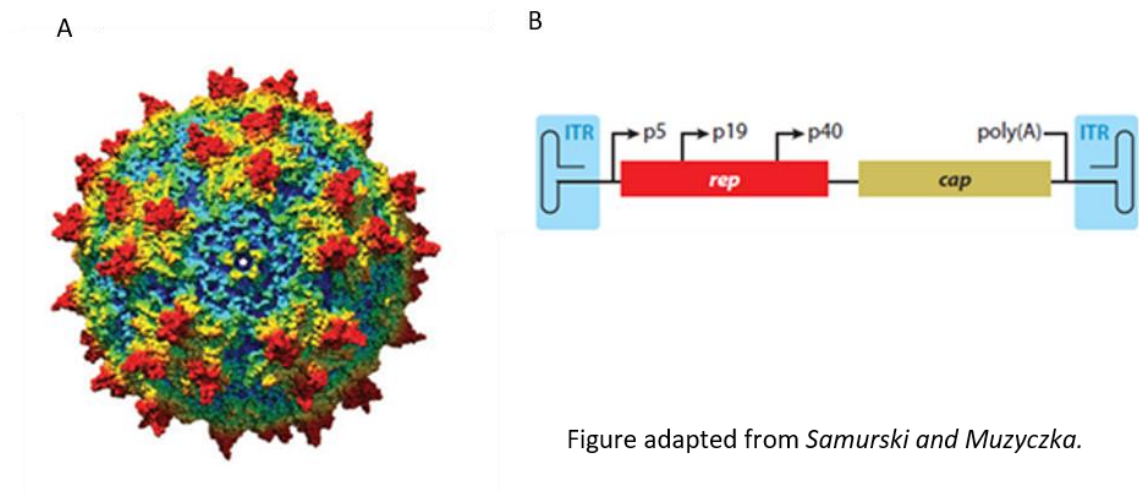 A
B
ITR
p5
p19
p40
poly(A)
ITR
rep
cap
Figure adapted from Samurski and Muzyczka.